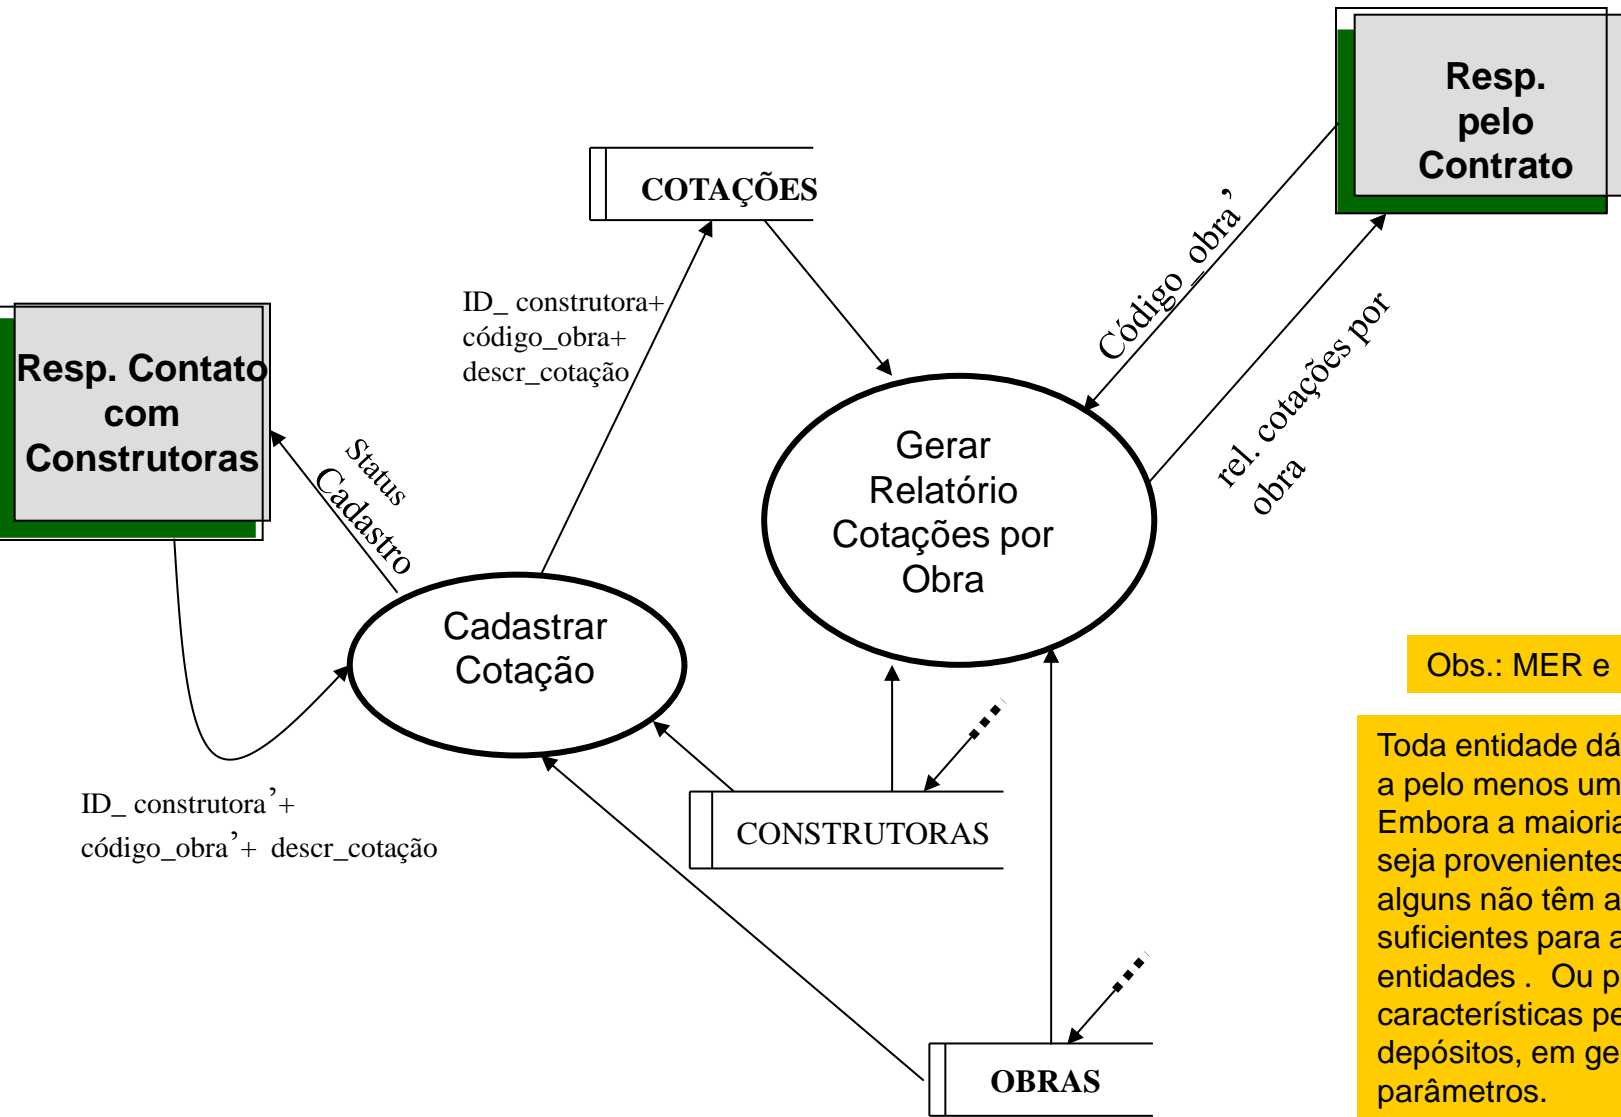 Resp.
pelo
Contrato
COTAÇÕES
Código_obra’
ID_ construtora+
código_obra+
descr_cotação
rel. cotações por
obra
Resp. Contato
com
Construtoras
Status
Cadastro
Gerar
Relatório
Cotações por
Obra
Cadastrar
Cotação
Obs.: MER e
ID_ construtora’+
código_obra’+ descr_cotação
CONSTRUTORAS
Toda entidade dá
a pelo menos um
Embora a maioria
seja provenientes
alguns não têm a
suficientes para a
entidades . Ou p
características pe
depósitos, em ge
parâmetros.
OBRAS